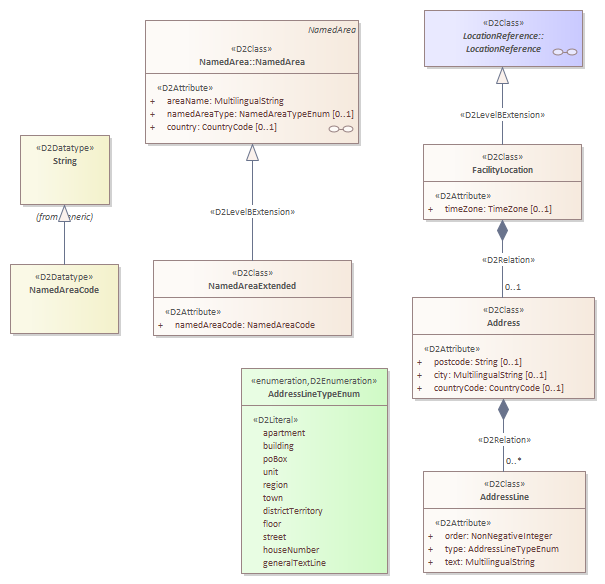 NamedArea
«D2Class»
NamedArea::NamedArea
«D2Attribute»
+ areaName: MultilingualString
+ namedAreaType: NamedAreaTypeEnum [0..1]
+ country: CountryCode [0..1]
«D2Class»
LocationReference::
LocationReference
«D2LevelBExtension»
«D2Datatype»
String
(from Generic)
«D2Class»
FacilityLocation
«D2Attribute»
+ timeZone: TimeZone [0..1]
«D2LevelBExtension»
«D2Datatype»
NamedAreaCode
«D2Class»
NamedAreaExtended
«D2Attribute»
+ namedAreaCode: NamedAreaCode
«D2Relation»
0..1
«D2Class»
Address
«D2Attribute»
+ postcode: String [0..1]
+ city: MultilingualString [0..1]
+ countryCode: CountryCode [0..1]
«enumeration,D2Enumeration»
AddressLineTypeEnum
«D2Literal»
apartment
building
poBox
unit
region
town
districtTerritory
floor
street
houseNumber
generalTextLine
«D2Relation»
0..*
«D2Class»
AddressLine
«D2Attribute»
+ order: NonNegativeInteger
+ type: AddressLineTypeEnum
+ text: MultilingualString